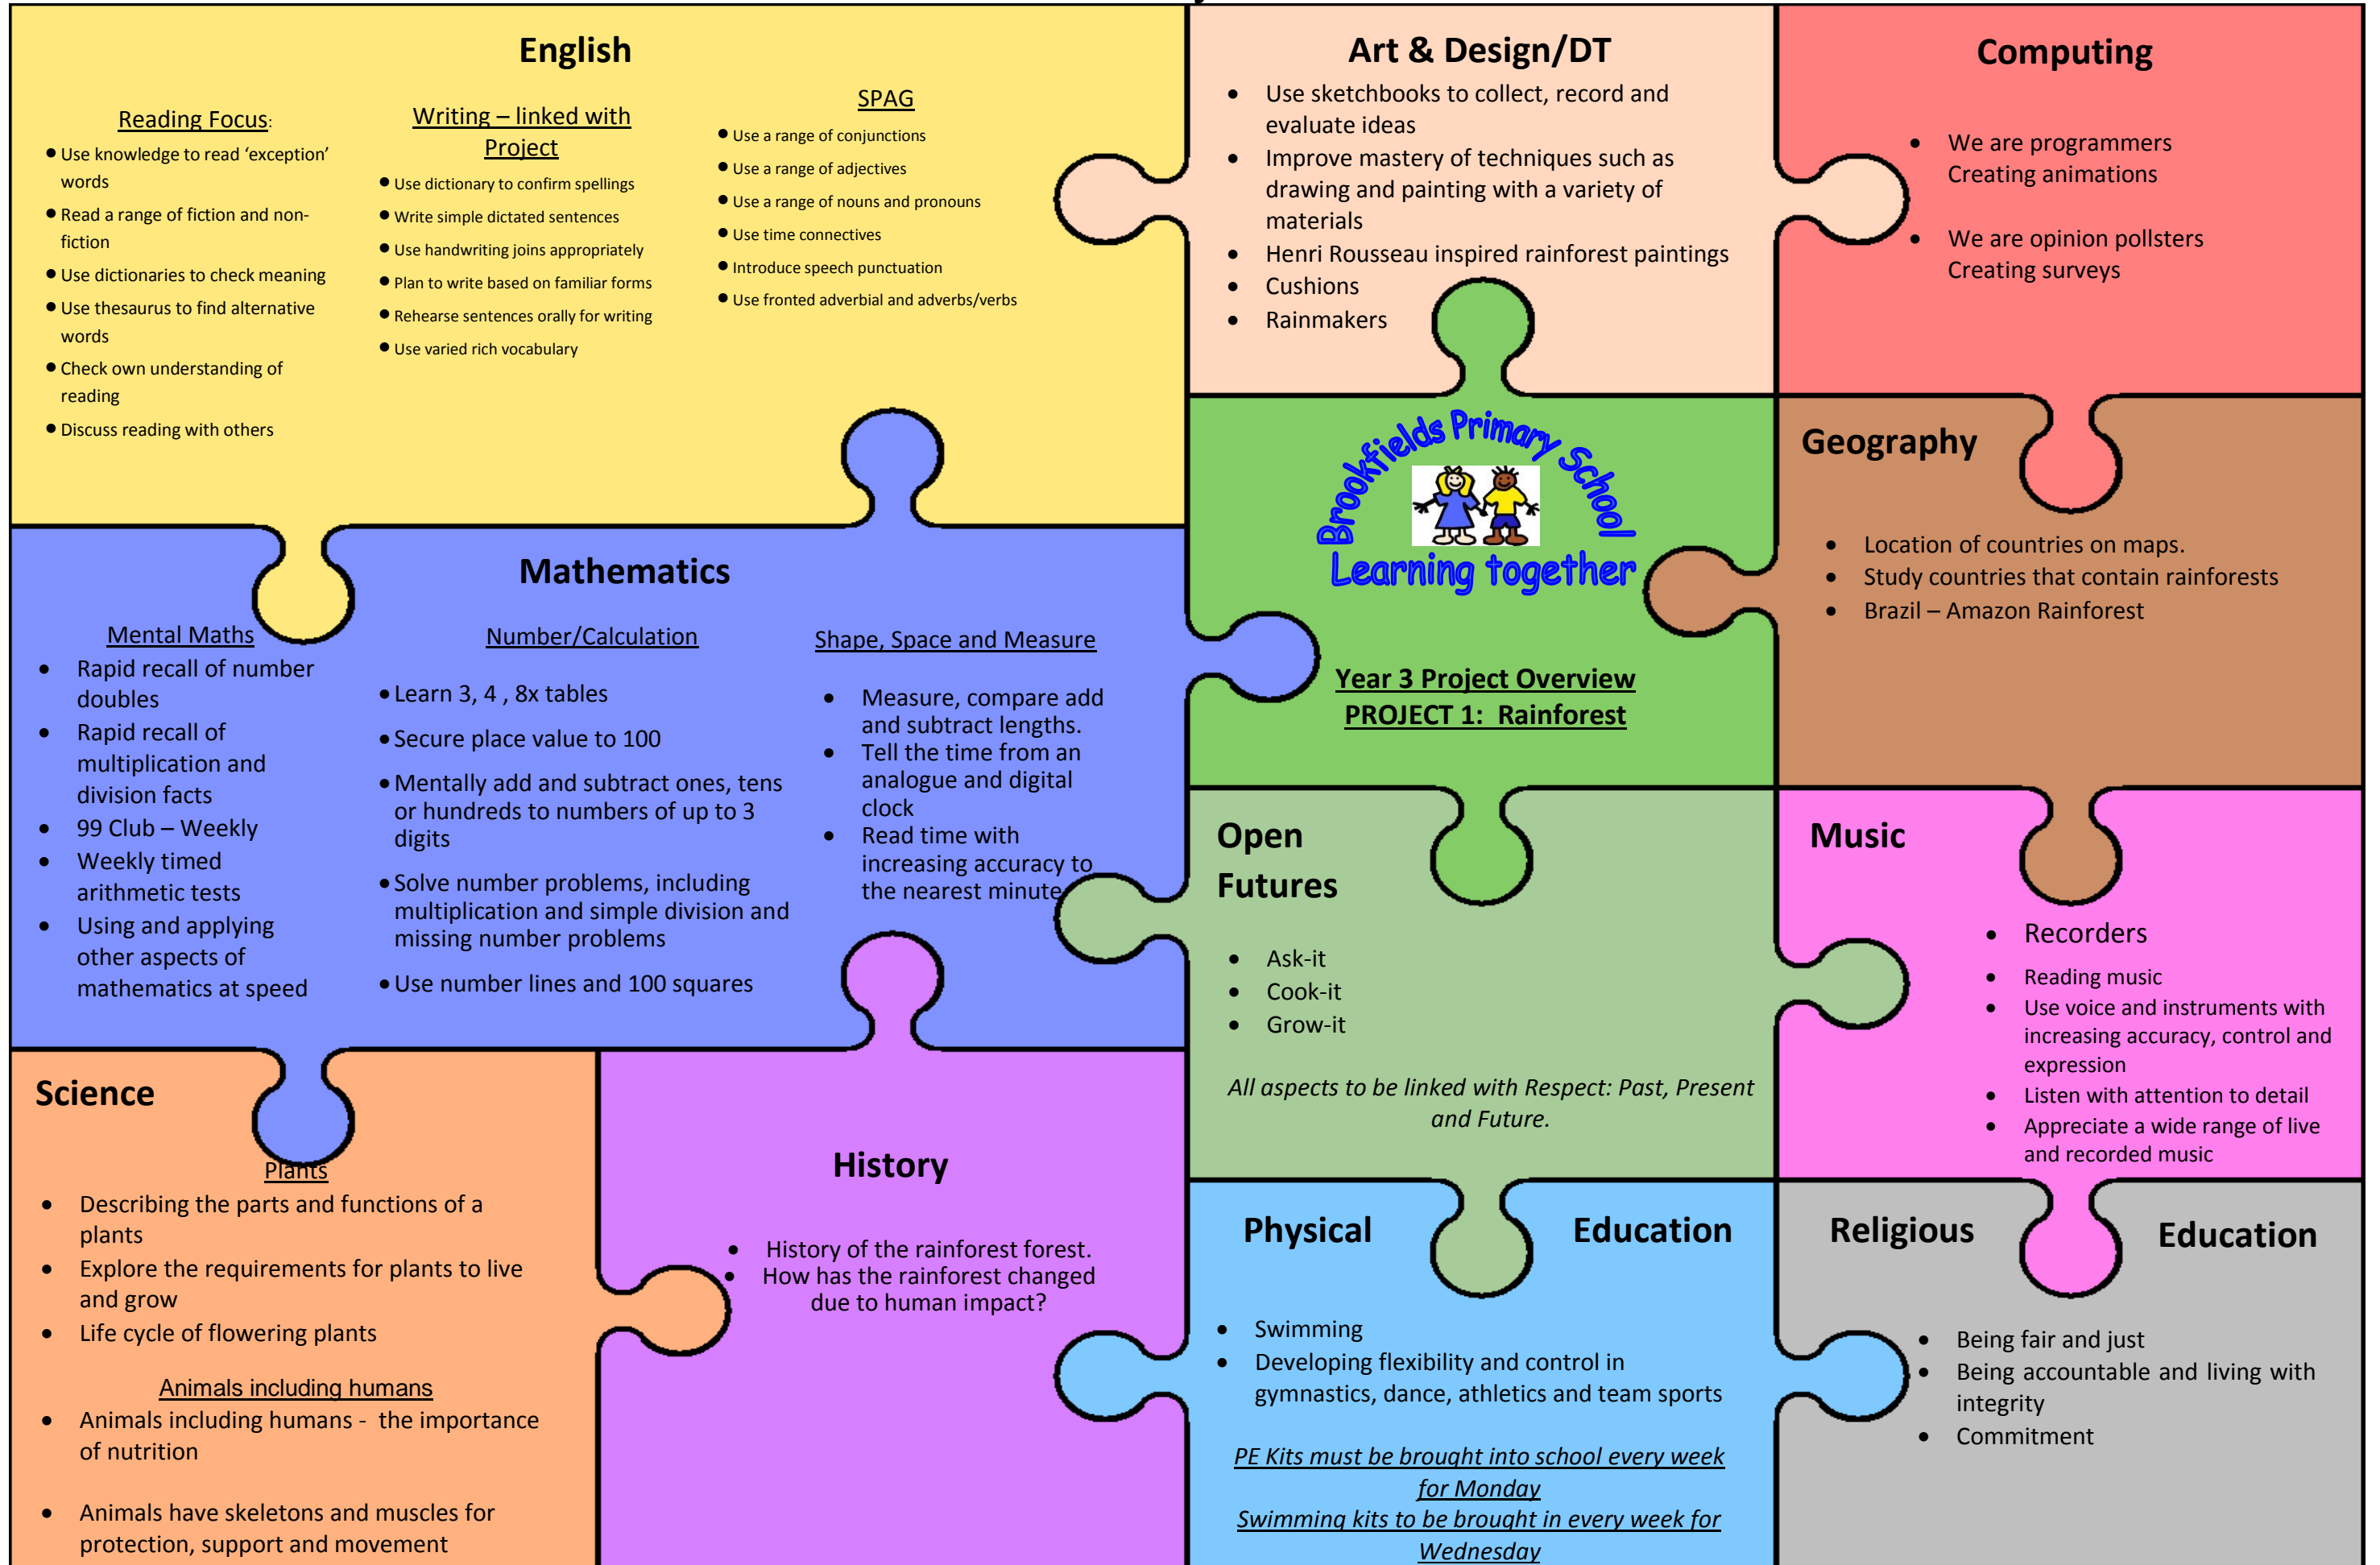 English
Reading Focus:
• Use knowledge to read ‘exception’
words
• Read a range of fiction and non-
fiction
• Use dictionaries to check meaning
• Use thesaurus to find alternative
words
• Check own understanding of
reading
• Discuss reading with others
Writing – linked with
Project
• Use dictionary to confirm spellings
• Write simple dictated sentences
• Use handwriting joins appropriately
• Plan to write based on familiar forms
• Rehearse sentences orally for writing
• Use varied rich vocabulary
SPAG
• Use a range of conjunctions
• Use a range of adjectives
• Use a range of nouns and pronouns
• Use time connectives
• Introduce speech punctuation
• Use fronted adverbial and adverbs/verbs
Art & Design/DT
• Use sketchbooks to collect, record and
evaluate ideas
• Improve mastery of techniques such as
drawing and painting with a variety of
materials
• Henri Rousseau inspired rainforest paintings
• Cushions
• Rainmakers
Computing
• We are programmers
Creating animations
• We are opinion pollsters
Creating surveys
Mathematics
Mental Maths
• Rapid recall of number
doubles
• Rapid recall of
multiplication and
division facts
• 99 Club – Weekly
• Weekly timed
arithmetic tests
• Using and applying
other aspects of
mathematics at speed
Number/Calculation
• Learn 3, 4 , 8x tables
• Secure place value to 100
• Mentally add and subtract ones, tens
or hundreds to numbers of up to 3
digits
• Solve number problems, including
multiplication and simple division and
missing number problems
• Use number lines and 100 squares
Shape, Space and Measure
• Measure, compare add
and subtract lengths.
• Tell the time from an
analogue and digital
clock
• Read time with
increasing accuracy to
the nearest minute
Brookfields Primary School
Learning together
Year 3 Project Overview
PROJECT 1: Rainforest
Geography
• Location of countries on maps.
• Study countries that contain rainforests
• Brazil – Amazon Rainforest
Open
Futures
• Ask-it
• Cook-it
• Grow-it
All aspects to be linked with Respect: Past, Present
and Future.
Music
• Recorders
• Reading music
• Use voice and instruments with
increasing accuracy, control and
expression
• Listen with attention to detail
• Appreciate a wide range of live
and recorded music
Science
Plants
• Describing the parts and functions of a
plants
• Explore the requirements for plants to live
and grow
• Life cycle of flowering plants
Animals including humans
• Animals including humans - the importance
of nutrition
• Animals have skeletons and muscles for
protection, support and movement
History
• History of the rainforest forest.
• How has the rainforest changed
due to human impact?
Physical Education
• Swimming
• Developing flexibility and control in
gymnastics, dance, athletics and team sports
PE Kits must be brought into school every week
for Monday
Swimming kits to be brought in every week for
Wednesday
Religious Education
• Being fair and just
• Being accountable and living with
integrity
• Commitment